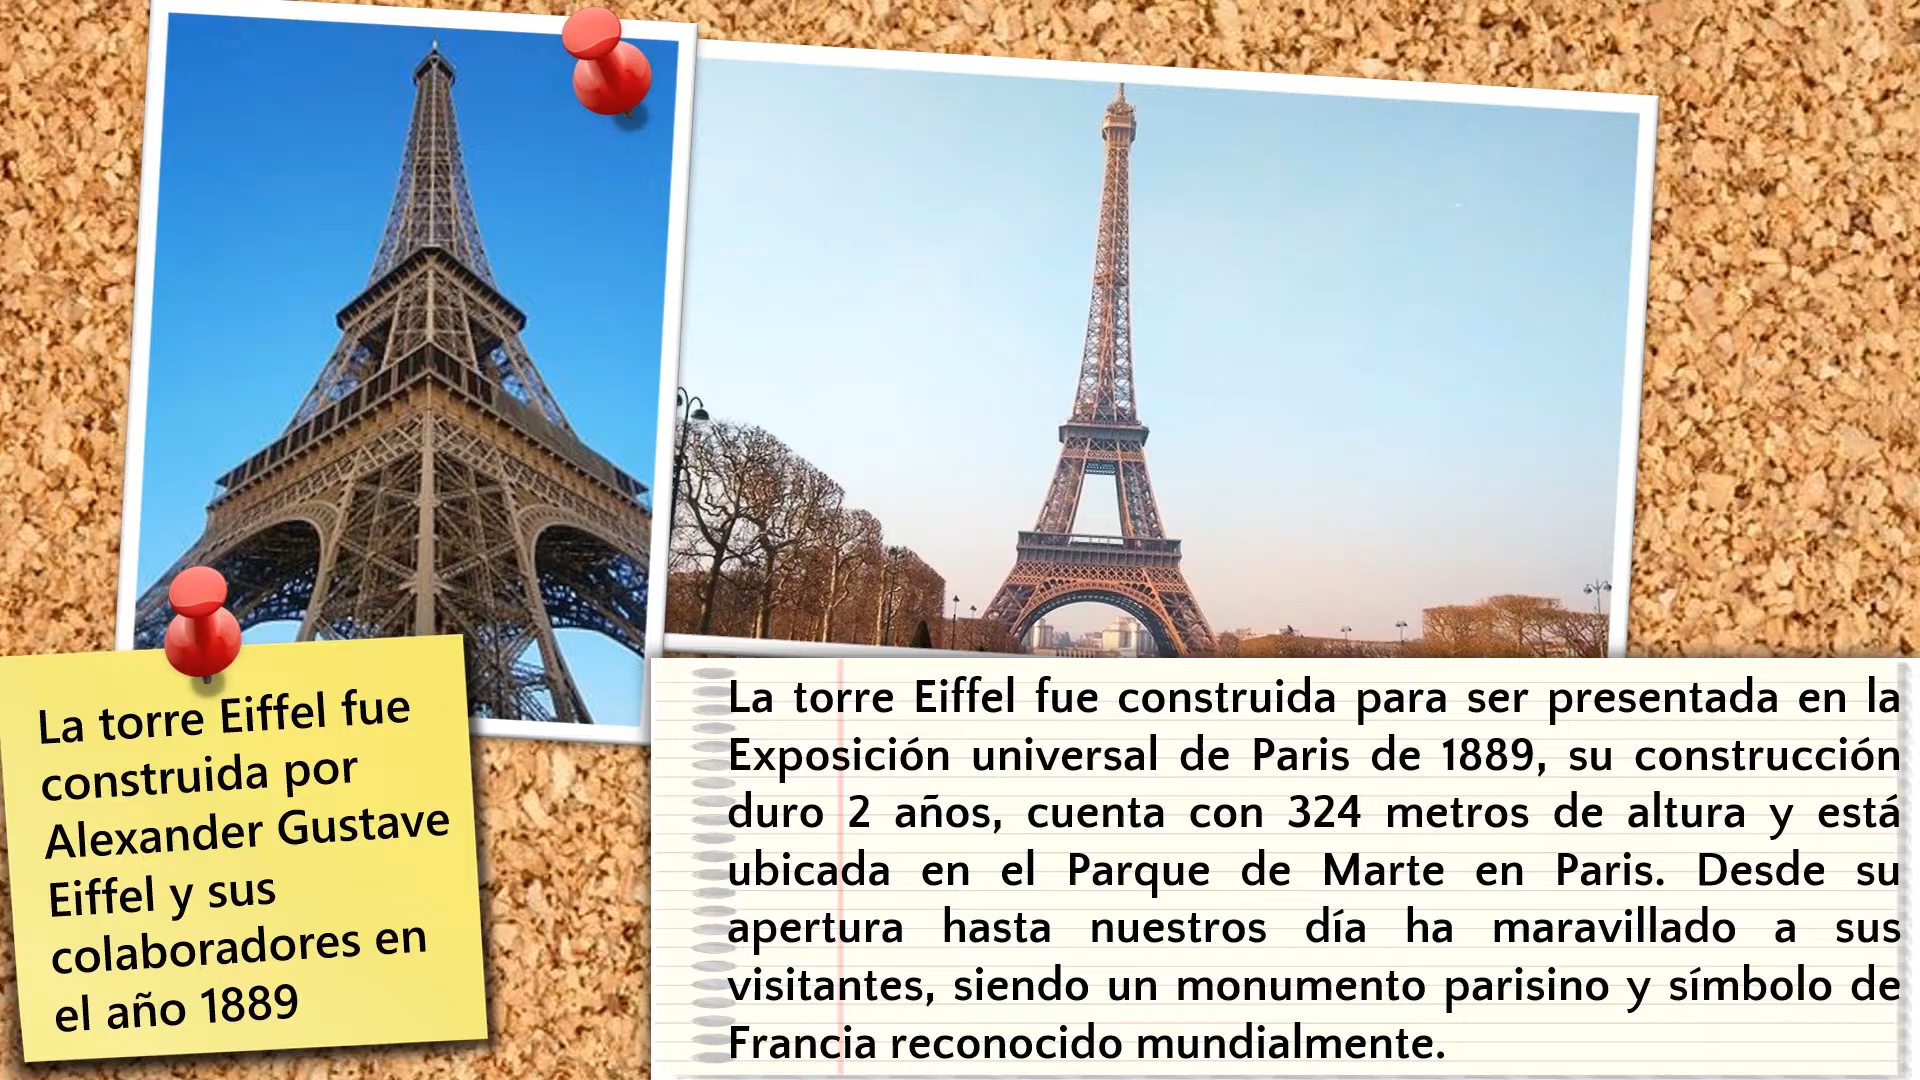 La torre Eiffel fue
construida por
Alexander Gustave
Eiffel y sus
colaboradores en
el año 1889
La torre Eiffel fue construida para ser presentada en la
Exposición universal de Paris de 1889, su construcción
duro 2 años, cuenta con 324 metros de altura y está
ubicada en el Parque de Marte en Paris. Desde su
apertura hasta nuestros día ha maravillado a sus
visitantes, siendo un monumento parisino y símbolo de
Francia reconocido mundialmente.